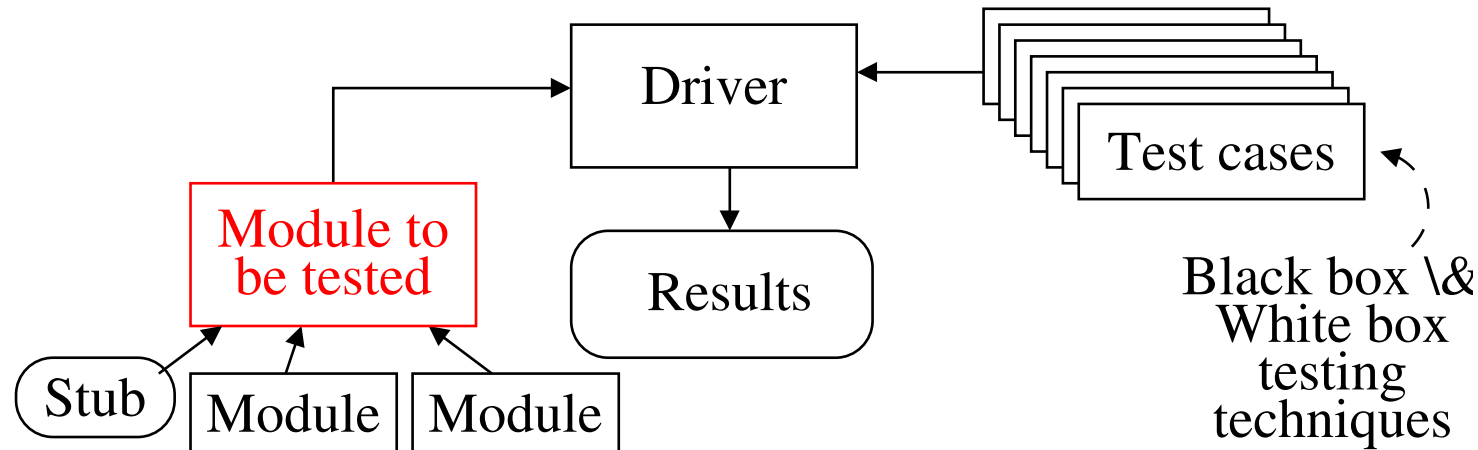 Driver
Test cases
Module to
be tested
Results
Black box \&
White box
testing
techniques
Stub
Module
Module